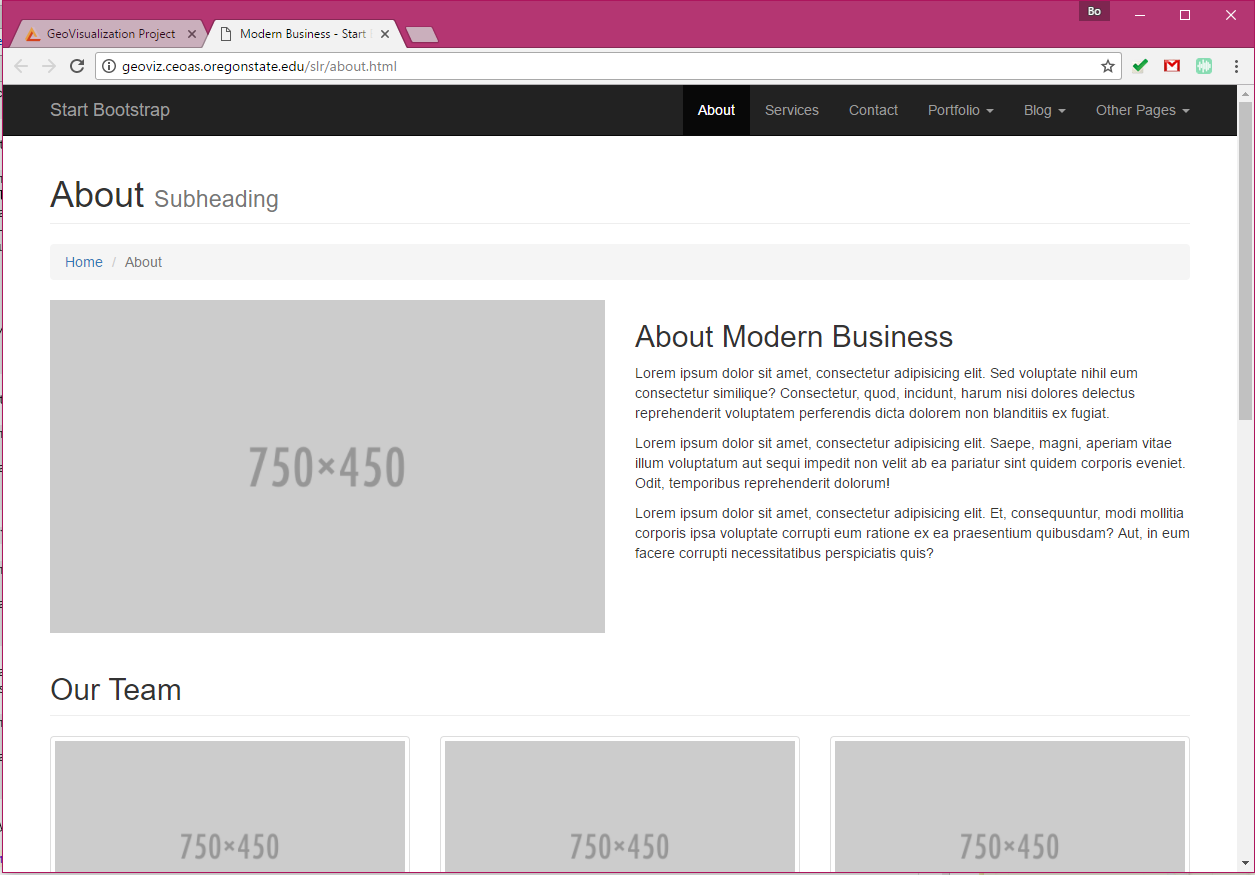 Bo
GeoVisualization Project
Modern Business - Start
geoviz.ceoas.oregonstate.edu/slr/about.html
Start Bootstrap
About Services Contact Portfolio Blog Other Pages
About Subheading
Home / About
750×450
About Modern Business
Lorem ipsum dolor sit amet, consectetur adipisicing elit. Sed voluptate nihil eum
consectetur similique? Consectetur, quod, incidunt, harum nisi dolores delectus
reprehenderit voluptatem perferendis dicta dolorem non blanditiis ex fugiat.
Lorem ipsum dolor sit amet, consectetur adipisicing elit. Saepe, magni, aperiam vitae
illum voluptatum aut sequi impedit non velit ab ea pariatur sint quidem corporis eveniet.
Odit, temporibus reprehenderit dolorum!
Lorem ipsum dolor sit amet, consectetur adipisicing elit. Et, consequuntur, modi mollitia
corporis ipsa voluptate corrupti eum ratione ex ea praesentium quibusdam? Aut, in eum
facere corrupti necessitatibus perspiciatis quis?
Our Team
750×450 750×450 750×450